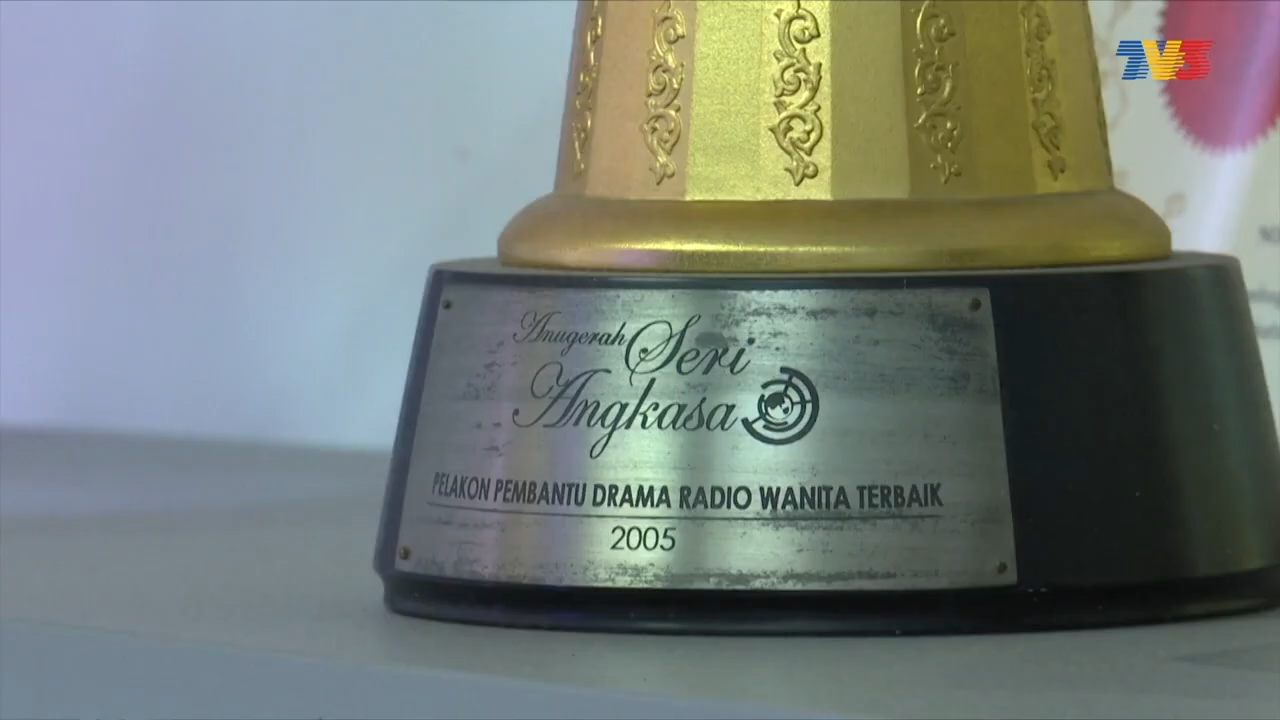 TV3
Anugerah Seri
Angkasa
PELAKON PEMBANTU DRAMA RADIO WANITA TERBAIK
2005